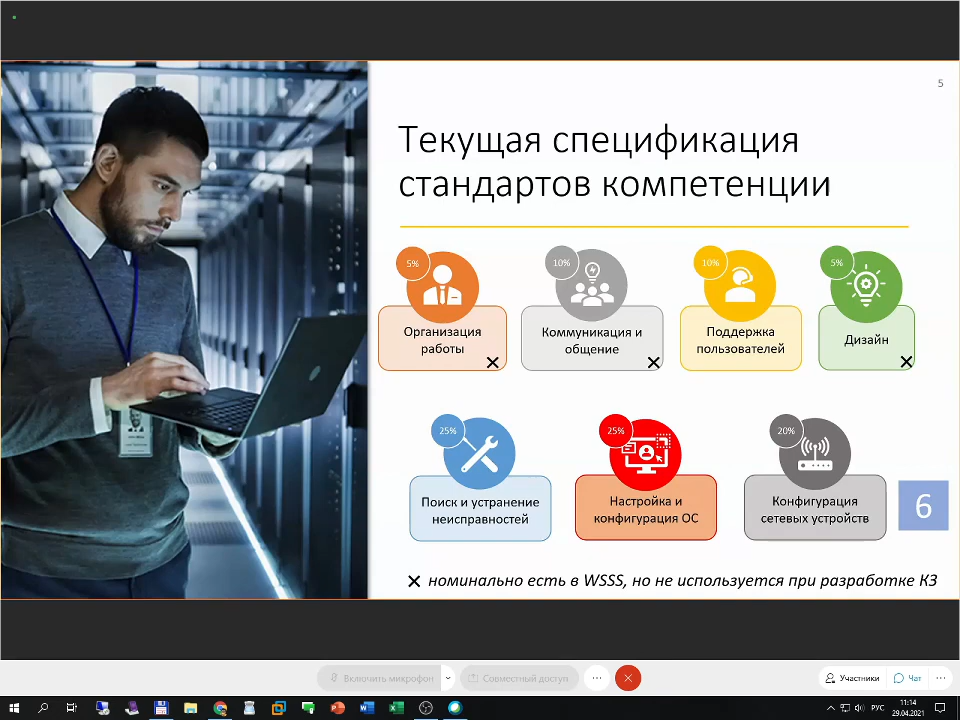 5
Текущая спецификация
стандартов компетенции
5%
10%
10%
5%
Организация
работы
Коммуникация и
общение
Поддержка
пользователей
Дизайн
25%
25%
20%
Поиск и устранение
неисправностей
Настройка и
конфигурация ОС
Конфигурация
сетевых устройств
6
номинально есть в WSSS, но не используется при разработке КЗ
Включить микрофон
Совместный доступ
Участники
Чат
РУС
11:14
29.04.2021